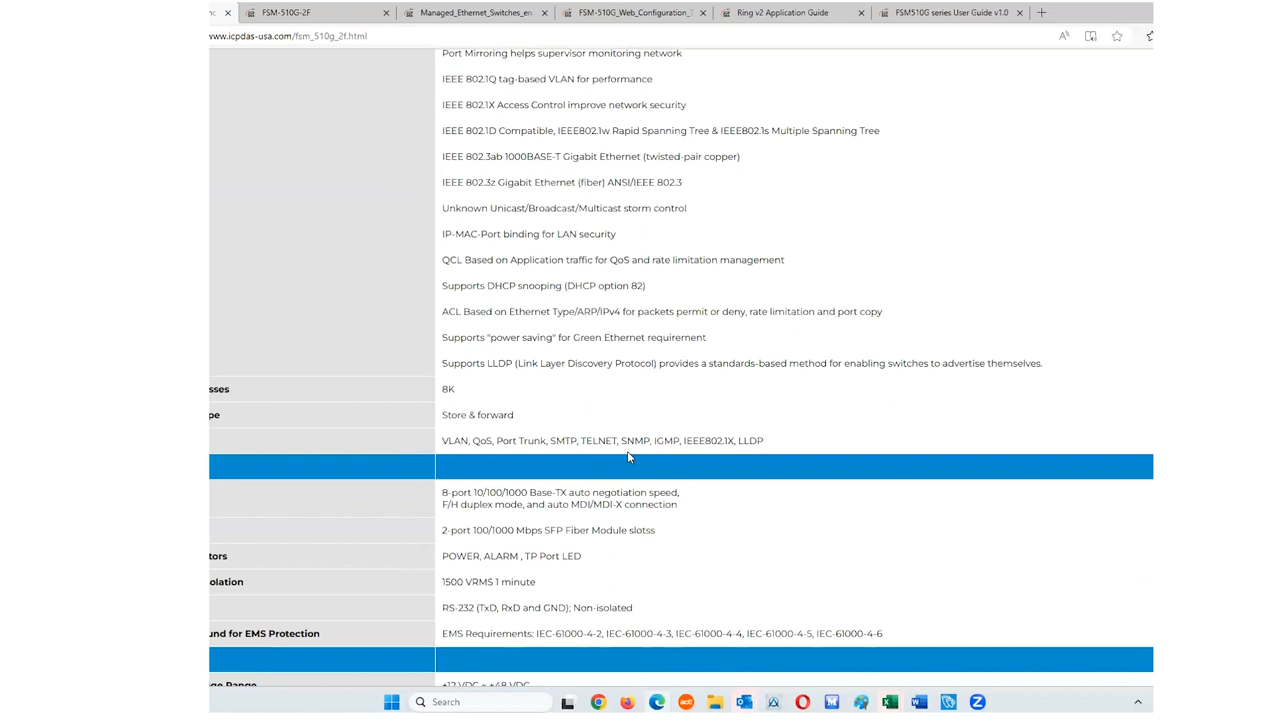 FSM-510G-2F
Managed_Ethernet_Switches_en
FSM-510G_Web_Configuration_T
Ring v2 Application Guide
FSM510G series User Guide v1.0
www.icpdas-usa.com/fsm_510g_2f.html
Port Mirroring helps supervisor monitoring network
IEEE 802.1Q tag-based VLAN for performance
IEEE 802.1X Access Control improve network security
IEEE 802.1D Compatible, IEEE802.1w Rapid Spanning Tree & IEEE802.1s Multiple Spanning Tree
IEEE 802.3ab 1000BASE-T Gigabit Ethernet (twisted-pair copper)
IEEE 802.3z Gigabit Ethernet (fiber) ANSI/IEEE 802.3
Unknown Unicast/Broadcast/Multicast storm control
IP-MAC-Port binding for LAN security
QCL Based on Application traffic for QoS and rate limitation management
Supports DHCP snooping (DHCP option 82)
ACL Based on Ethernet Type/ARP/IPv4 for packets permit or deny, rate limitation and port copy
Supports "power saving" for Green Ethernet requirement
Supports LLDP (Link Layer Discovery Protocol) provides a standards-based method for enabling switches to advertise themselves.
sses 8K
pe Store & forward
VLAN, QoS, Port Trunk, SMTP, TELNET, SNMP, IGMP, IEEE802.1X, LLDP
8-port 10/100/1000 Base-TX auto negotiation speed,
F/H duplex mode, and auto MDI/MDI-X connection
2-port 100/1000 Mbps SFP Fiber Module slotss
tors POWER, ALARM , TP Port LED
olation 1500 VRMS 1 minute
RS-232 (TxD, RxD and GND); Non-isolated
und for EMS Protection EMS Requirements: IEC-61000-4-2, IEC-61000-4-3, IEC-61000-4-4, IEC-61000-4-5, IEC-61000-4-6
ge Range +12 VDC ~ +48 VDC
Search